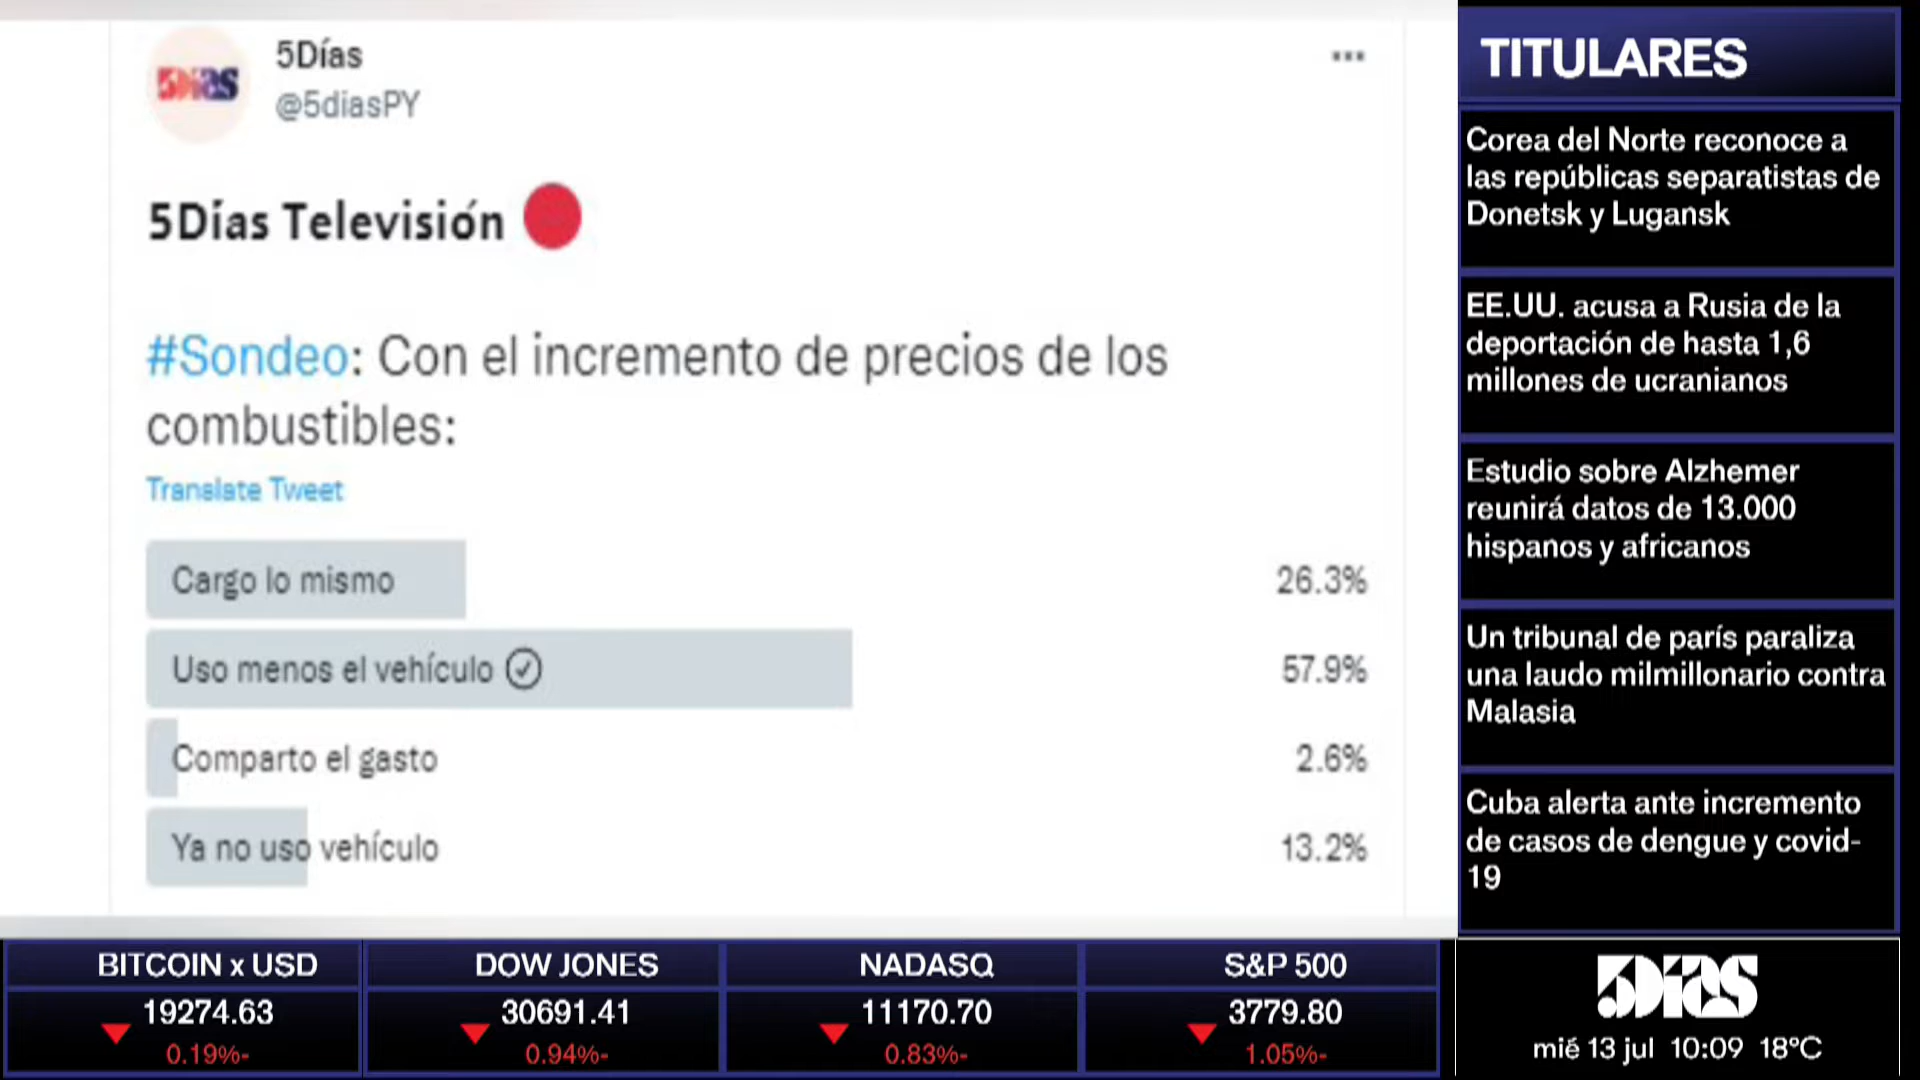 5Días
5Días
@5diasPY
5Días Televisión
#Sondeo: Con el incremento de precios de los
combustibles:
Translate Tweet
Cargo lo mismo 26.3%
Uso menos el vehículo 57.9%
Comparto el gasto 2.6%
Ya no uso vehículo 13.2%
TITULARES
Corea del Norte reconoce a
las repúblicas separatistas de
Donetsk y Lugansk
EE.UU. acusa a Rusia de la
deportación de hasta 1,6
millones de ucranianos
Estudio sobre Alzhemer
reunirá datos de 13.000
hispanos y africanos
Un tribunal de parís paraliza
una laudo milmillonario contra
Malasia
Cuba alerta ante incremento
de casos de dengue y covid-
19
BITCOIN x USD
19274.63
0.19%-
DOW JONES
30691.41
0.94%-
NADASQ
11170.70
0.83%-
S&P 500
3779.80
1.05%-
5Días
mié 13 jul 10:09 18°C